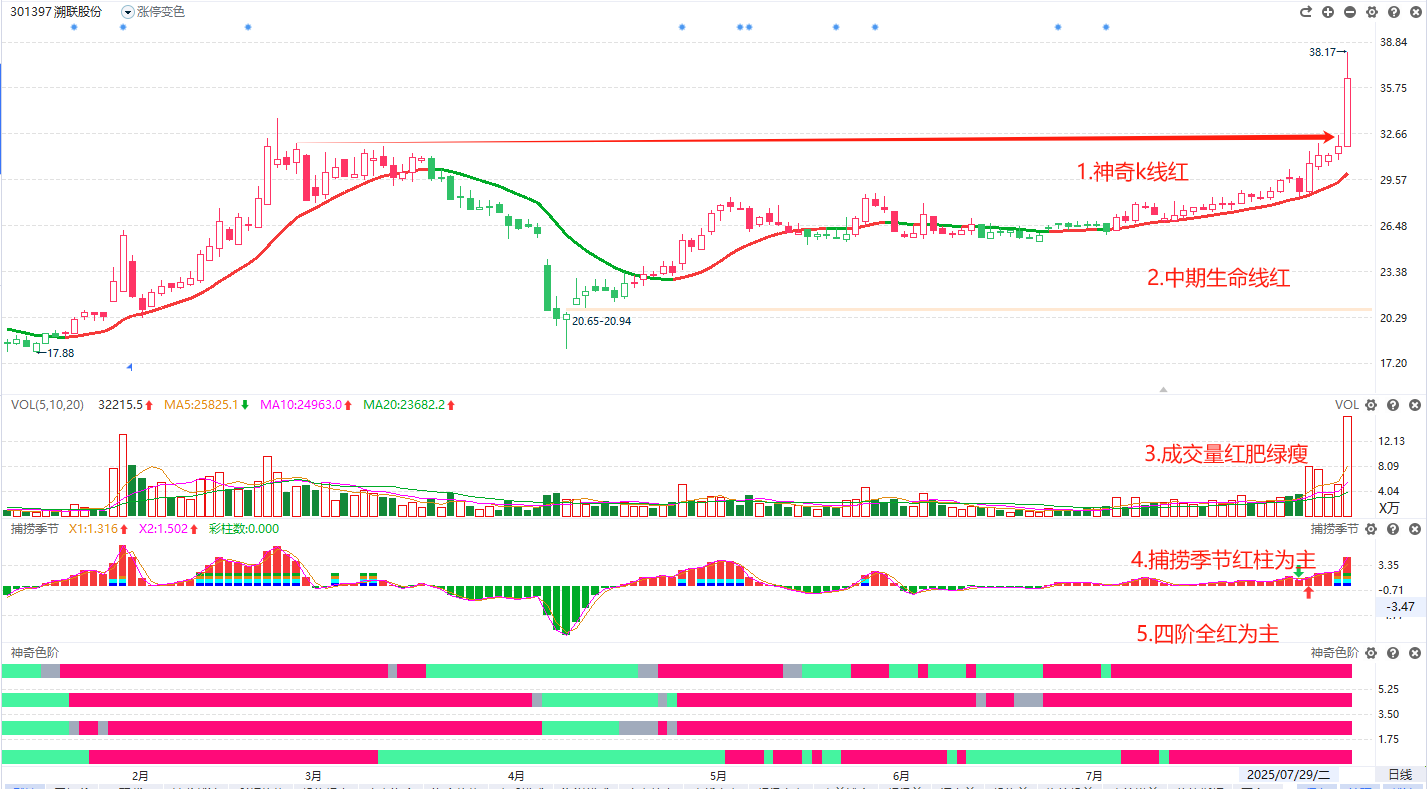 301397 溯联股份 涨停变色
38.84
38.17
35.75
32.66
1.神奇k线红
29.57
26.48
2.中期生命线红
23.38
20.65-20.94
20.29
17.88
17.20
VOL(5,10,20) 32215.5 MA5:25825.1 MA10:24963.0 MA20:23682.2 VOL
12.13
3.成交量红肥绿瘦
8.09
4.04
X万
捕捞季节 X1:1.316 X2:1.502 彩柱数:0.000 捕捞季节
4.捕捞季节红柱为主
3.35
-0.71
-3.47
5.四阶全红为主
神奇色阶 神奇色阶
5.25
3.50
1.75
2月 3月 4月 5月 6月 7月 2025/07/29/二 日线